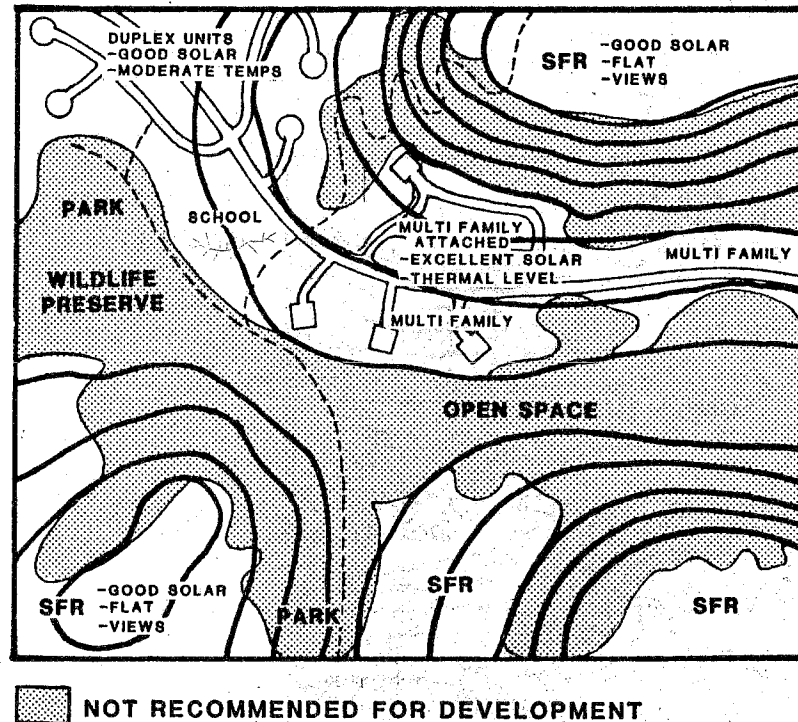 DUPLEX UNITS
-GOOD SOLAR
-MODERATE TEMPS
SFR -GOOD SOLAR
-FLAT
-VIEWS
PARK
SCHOOL
MULTI FAMILY
ATTACHED
-EXCELLENT SOLAR
-THERMAL LEVEL
MULTI FAMILY
WILDLIFE
PRESERVE
MULTI FAMILY
OPEN SPACE
SFR -GOOD SOLAR
-FLAT
-VIEWS
PARK
SFR
SFR
NOT RECOMMENDED FOR DEVELOPMENT